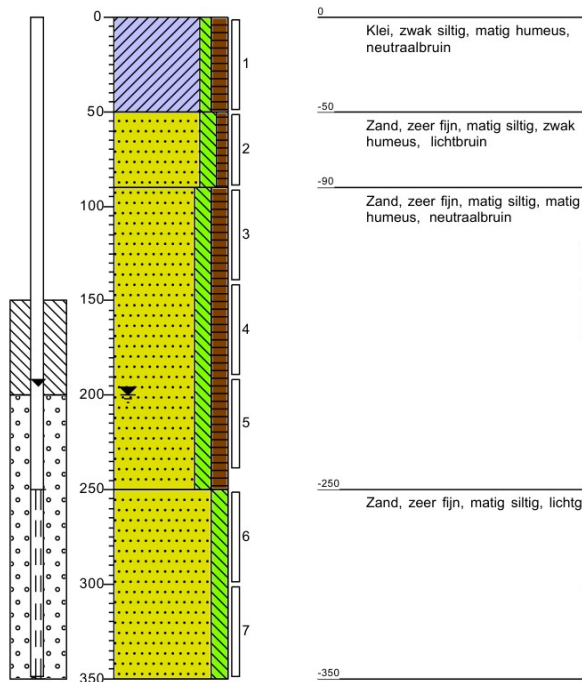 0
50
100
150
200
250
300
350
1
2
3
4
5
6
7
0
Klei, zwak siltig, matig humeus,
neutraalbruin
-50
Zand, zeer fijn, matig siltig, zwak
humeus, lichtbruin
-90
Zand, zeer fijn, matig siltig, matig
humeus, neutraalbruin
-250
Zand, zeer fijn, matig siltig,
-350